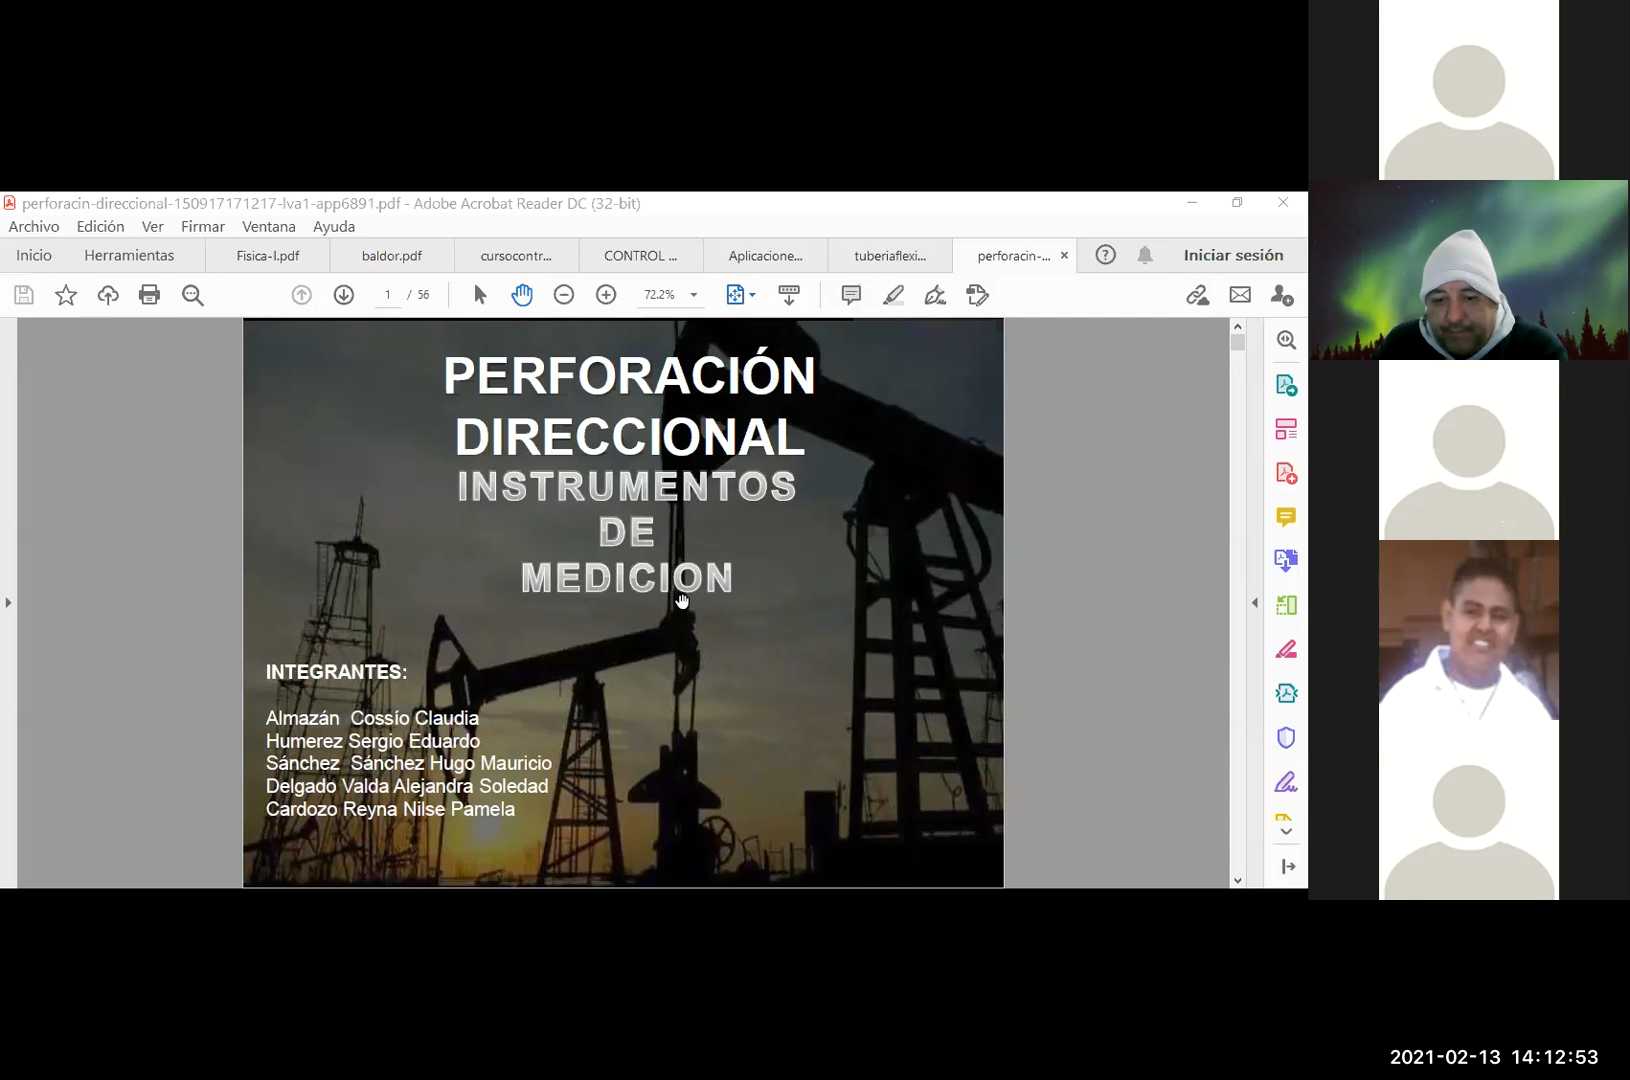 perforacin-direccional-150917171217-lva1-app6891.pdf - Adobe Acrobat Reader DC (32-bit)
Archivo Edición Ver Firmar Ventana Ayuda
Inicio Herramientas Fisica-I.pdf baldor.pdf cursocontr... CONTROL ... Aplicacione... tuberiaflexi... perforacin-... Iniciar sesión
1 / 56 72.2%
PERFORACIÓN
DIRECCIONAL
INSTRUMENTOS
DE
MEDICION
INTEGRANTES:
Almazán Cossío Claudia
Humerez Sergio Eduardo
Sánchez Sánchez Hugo Mauricio
Delgado Valda Alejandra Soledad
Cardozo Reyna Nilse Pamela
2021-02-13 14:12:53